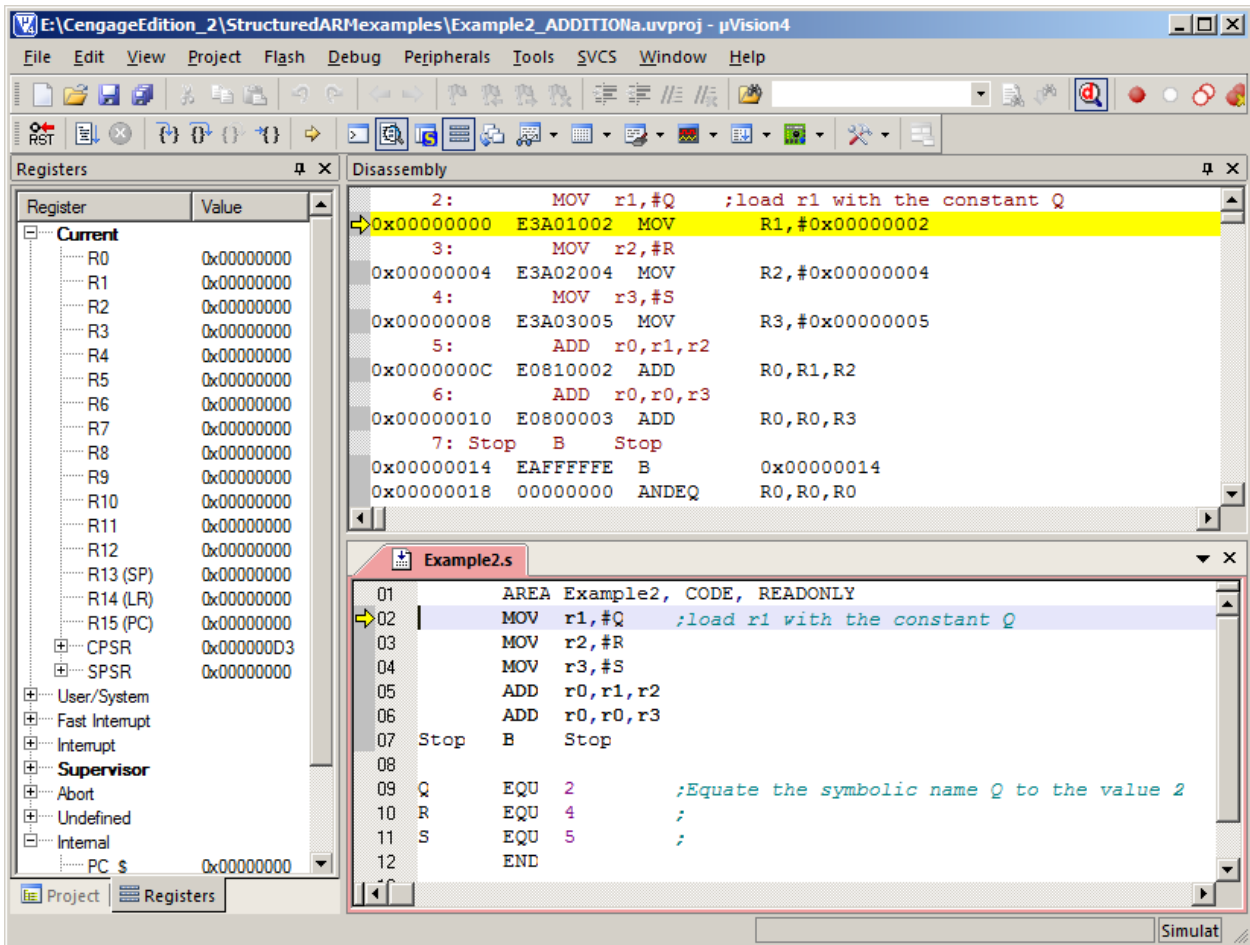 E:\CengageEdition_2\StructuredARMexamples\Example2_ADDITIONa.uvproj - µVision4
File Edit View Project Flash Debug Peripherals Tools SVCS Window Help
RST
Registers
Register Value
Current
R0 0x00000000
R1 0x00000000
R2 0x00000000
R3 0x00000000
R4 0x00000000
R5 0x00000000
R6 0x00000000
R7 0x00000000
R8 0x00000000
R9 0x00000000
R10 0x00000000
R11 0x00000000
R12 0x00000000
R13 (SP) 0x00000000
R14 (LR) 0x00000000
R15 (PC) 0x00000000
CPSR 0x000000D3
SPSR 0x00000000
User/System
Fast Interrupt
Interrupt
Supervisor
Abort
Undefined
Internal
PC $ 0x00000000
Project Registers
Disassembly
2: MOV r1,#Q ;load r1 with the constant Q
0x00000000 E3A01002 MOV R1,#0x00000002
3: MOV r2,#R
0x00000004 E3A02004 MOV R2,#0x00000004
4: MOV r3,#S
0x00000008 E3A03005 MOV R3,#0x00000005
5: ADD r0,r1,r2
0x0000000C E0810002 ADD R0,R1,R2
6: ADD r0,r0,r3
0x00000010 E0800003 ADD R0,R0,R3
7: Stop B Stop
0x00000014 EAFFFFFE B 0x00000014
0x00000018 00000000 ANDEQ R0,R0,R0
Example2.s
01 AREA Example2, CODE, READONLY
02 MOV r1,#Q ;load r1 with the constant Q
03 MOV r2,#R
04 MOV r3,#S
05 ADD r0,r1,r2
06 ADD r0,r0,r3
07 Stop B Stop
08
09 Q EQU 2 ;Equate the symbolic name Q to the value 2
10 R EQU 4 ;
11 S EQU 5 ;
12 END
Simulat